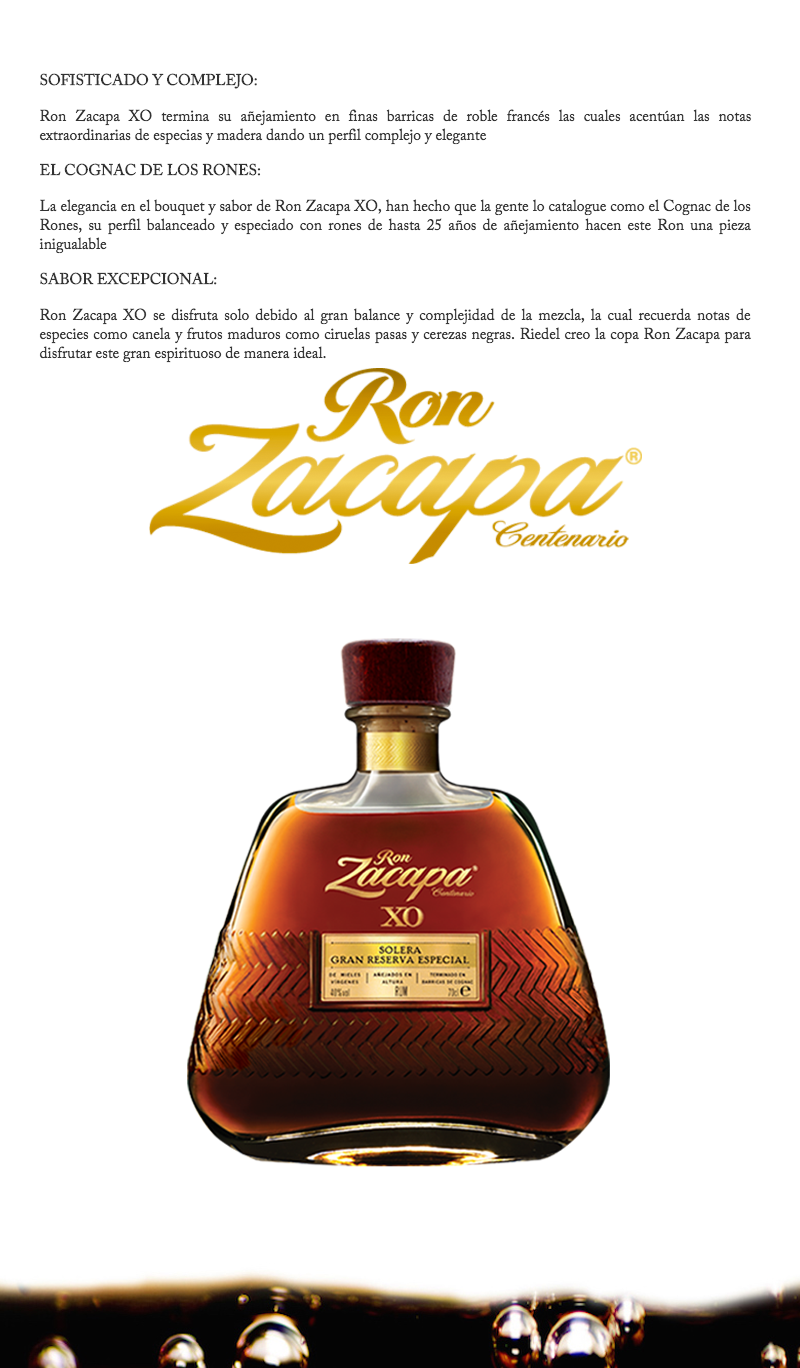 SOFISTICADO Y COMPLEJO:
Ron Zacapa XO termina su añejamiento en finas barricas de roble francés las cuales acentúan las notas
extraordinarias de especias y madera dando un perfil complejo y elegante
EL COGNAC DE LOS RONES:
La elegancia en el bouquet y sabor de Ron Zacapa XO, han hecho que la gente lo catalogue como el Cognac de los
Rones, su perfil balanceado y especiado con rones de hasta 25 años de añejamiento hacen este Ron una pieza
inigualable
SABOR EXCEPCIONAL:
Ron Zacapa XO se disfruta solo debido al gran balance y complejidad de la mezcla, la cual recuerda notas de
especies como canela y frutos maduros como ciruelas pasas y cerezas negras. Riedel creo la copa Ron Zacapa para
disfrutar este gran espirituoso de manera ideal.
Ron
Zacapa®
Centenario
Ron
Zacapa®
Centenario
XO
SOLERA
GRAN RESERVA ESPECIAL
DE MIELES AÑEJADOS EN TERMINADO EN
VÍRGENES ALTURA BARRICAS DE COGNAC
40%vol RUM 70cl e